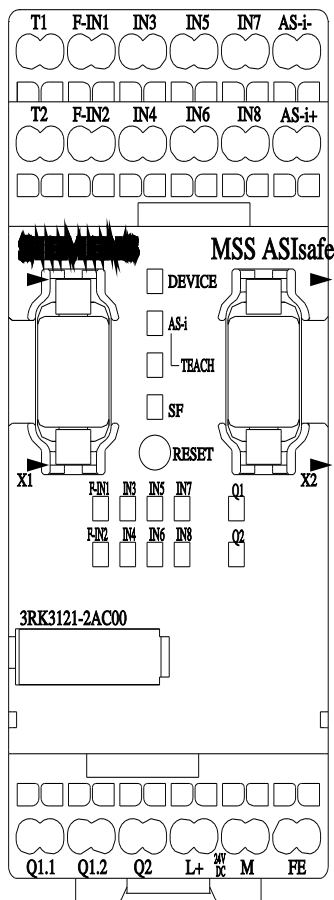 T1 F-IN1 IN3 IN5 IN7 AS-i-
T2 F-IN2 IN4 IN6 IN8 AS-i+
MSS ASIsafe
DEVICE
AS-i
TEACH
SF
RESET
X1 X2
F-IN1 IN3 IN5 IN7 Q1
F-IN2 IN4 IN6 IN8 Q2
3RK3121-2AC00
Q1.1 Q1.2 Q2 L+ 24V DC M FE